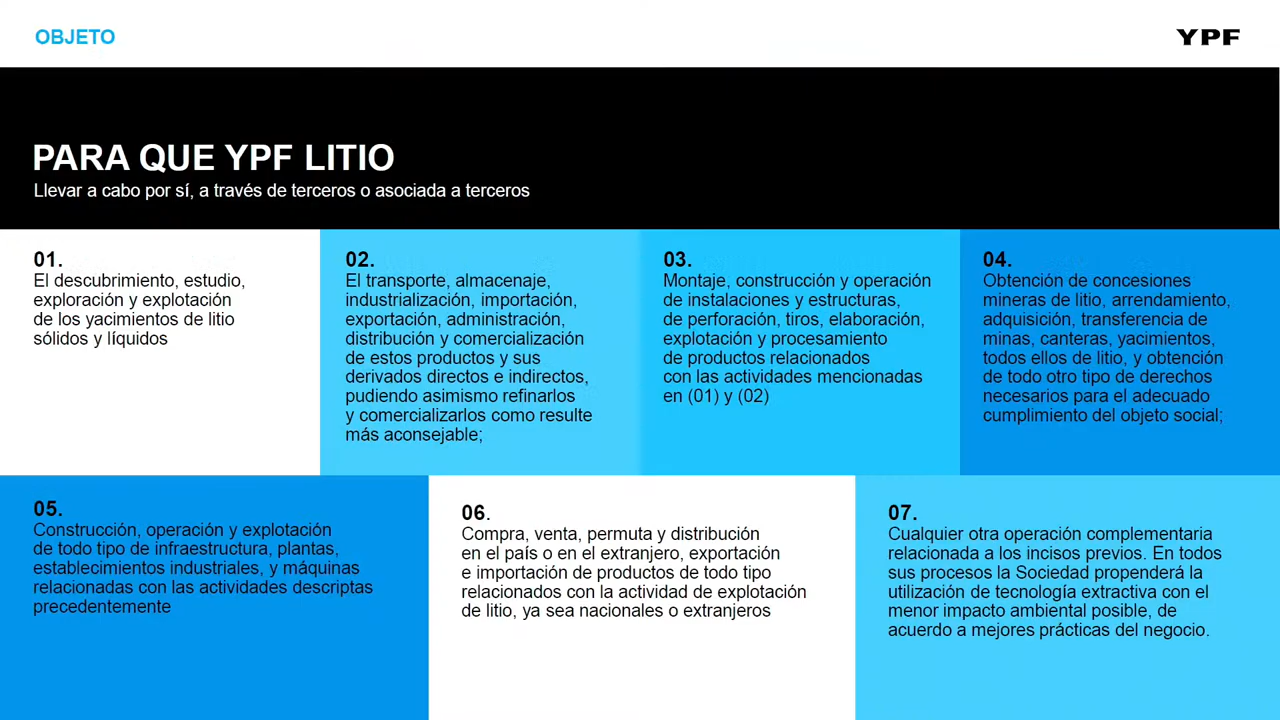 OBJETO
YPF
PARA QUE YPF LITIO
Llevar a cabo por sí, a través de terceros o asociada a terceros
01.
El descubrimiento, estudio,
exploración y explotación
de los yacimientos de litio
sólidos y líquidos
02.
El transporte, almacenaje,
industrialización, importación,
exportación, administración,
distribución y comercialización
de estos productos y sus
derivados directos e indirectos,
pudiendo asimismo refinarlos
y comercializarlos como resulte
más aconsejable;
03.
Montaje, construcción y operación
de instalaciones y estructuras,
de perforación, tiros, elaboración,
explotación y procesamiento
de productos relacionados
con las actividades mencionadas
en (01) y (02)
04.
Obtención de concesiones
mineras de litio, arrendamiento,
adquisición, transferencia de
minas, canteras, yacimientos,
todos ellos de litio, y obtención
de todo otro tipo de derechos
necesarios para el adecuado
cumplimiento del objeto social;
05.
Construcción, operación y explotación
de todo tipo de infraestructura, plantas,
establecimientos industriales, y máquinas
relacionadas con las actividades descriptas
precedentemente
06.
Compra, venta, permuta y distribución
en el país o en el extranjero, exportación
e importación de productos de todo tipo
relacionados con la actividad de explotación
de litio, ya sea nacionales o extranjeros
07.
Cualquier otra operación complementaria
relacionada a los incisos previos. En todos
sus procesos la Sociedad propenderá la
utilización de tecnología extractiva con el
menor impacto ambiental posible, de
acuerdo a mejores prácticas del negocio.